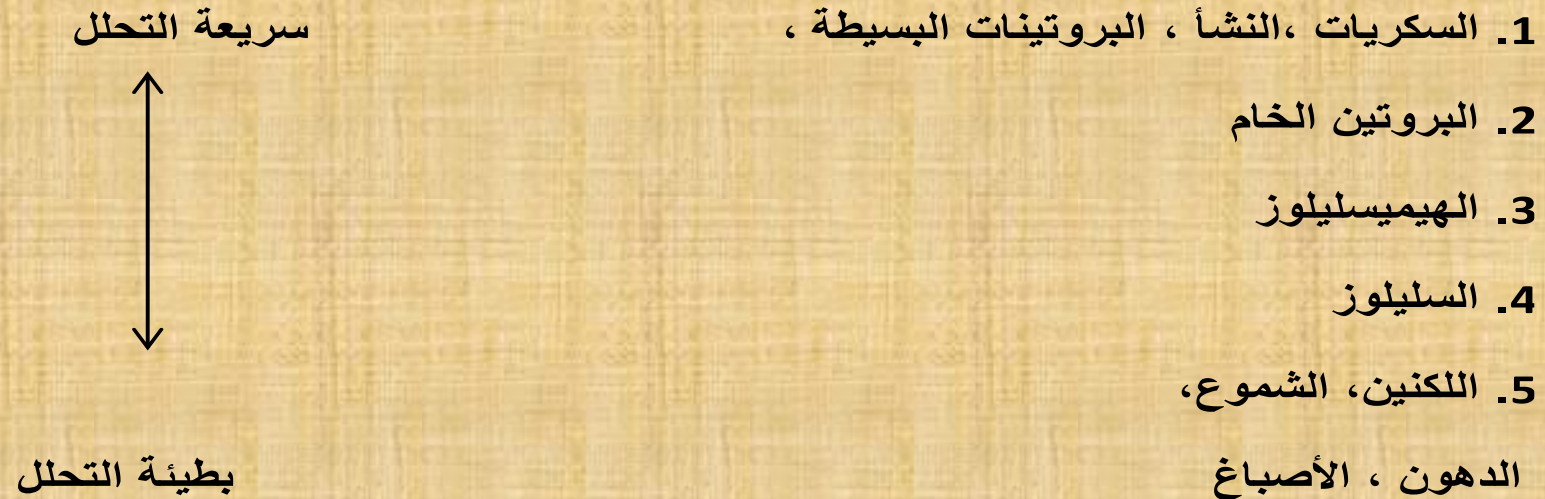 1. السكريات ،النشأ ، البروتينات البسيطة ، سريعة التحلل
2. البروتين الخام
3. الهيميسليلوز
4. السليلوز
5. اللكنين، الشموع،
الدهون ، الأصباغ بطيئة التحلل